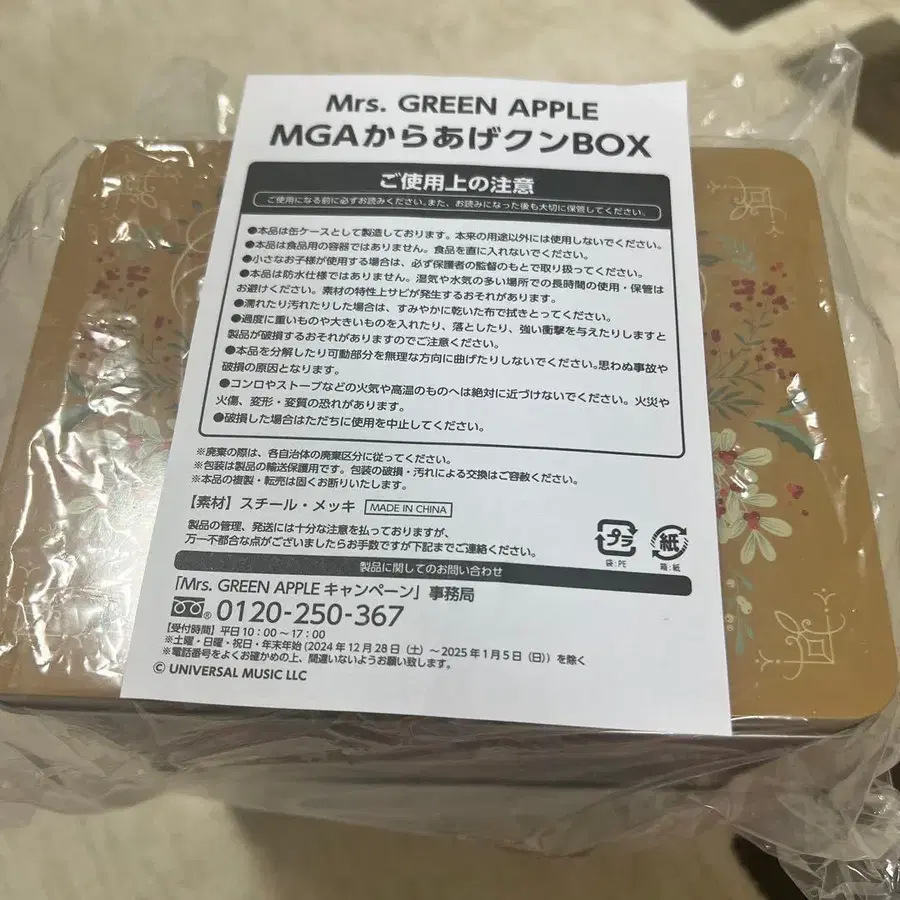 Mrs. GREEN APPLE
MGAからあげクンBOX
ご使用上の注意
ご使用になる前に必ずお読みください。また、お読みになった後も大切に保管してください。
●本品は缶ケースとして製造しております。本来の用途以外には使用しないでください。
●本品は食品用の容器ではありません。食品を直に入れないでください。
●小さなお子様が使用する場合は、必ず保護者の監督のもとで取り扱ってください。
●本品は防水仕様ではありません。湿気や水気の多い場所での長時間の使用・保管は
お避けください。素材の特性上サビが発生するおそれがあります。
●濡れたり汚れたりした場合は、すみやかに乾いた布で拭きとってください。
●過度に重いものや大きいものを入れたり、落としたり、強い衝撃を与えたりしますと
製品が破損するおそれがありますのでご注意ください。
●本品を分解したり可動部分を無理な方向に曲げたりしないでください。思わぬ事故や
破損の原因となります。
●コンロやストーブなどの火気や高温のものへは絶対に近づけないでください。火災や
火傷、変形・変質の恐れがあります。
●破損した場合はただちに使用を中止してください。
※廃棄の際は、各自治体の廃棄区分に従ってください。
※包装は製品の輸送保護用です。包装の破損・汚れによる交換はご容赦ください。
※本品の複製・転売は固くお断りいたします。
【素材】スチール・メッキ MADE IN CHINA
製品の管理、発送には十分な注意を払っておりますが、
万一不都合な点がございましたらお手数ですが下記までご連絡ください。
プラ
袋:PE
紙
箱:紙
製品に関してのお問い合わせ
「Mrs. GREEN APPLE キャンペーン」事務局
® 0120-250-367
【受付時間】平日10:00〜17:00
※土曜・日曜・祝日・年末年始(2024年12月28日(土)〜2025年1月5日(日))を除く
※電話番号をよくお確かめの上、間違いないようお願い致します。
© UNIVERSAL MUSIC LLC